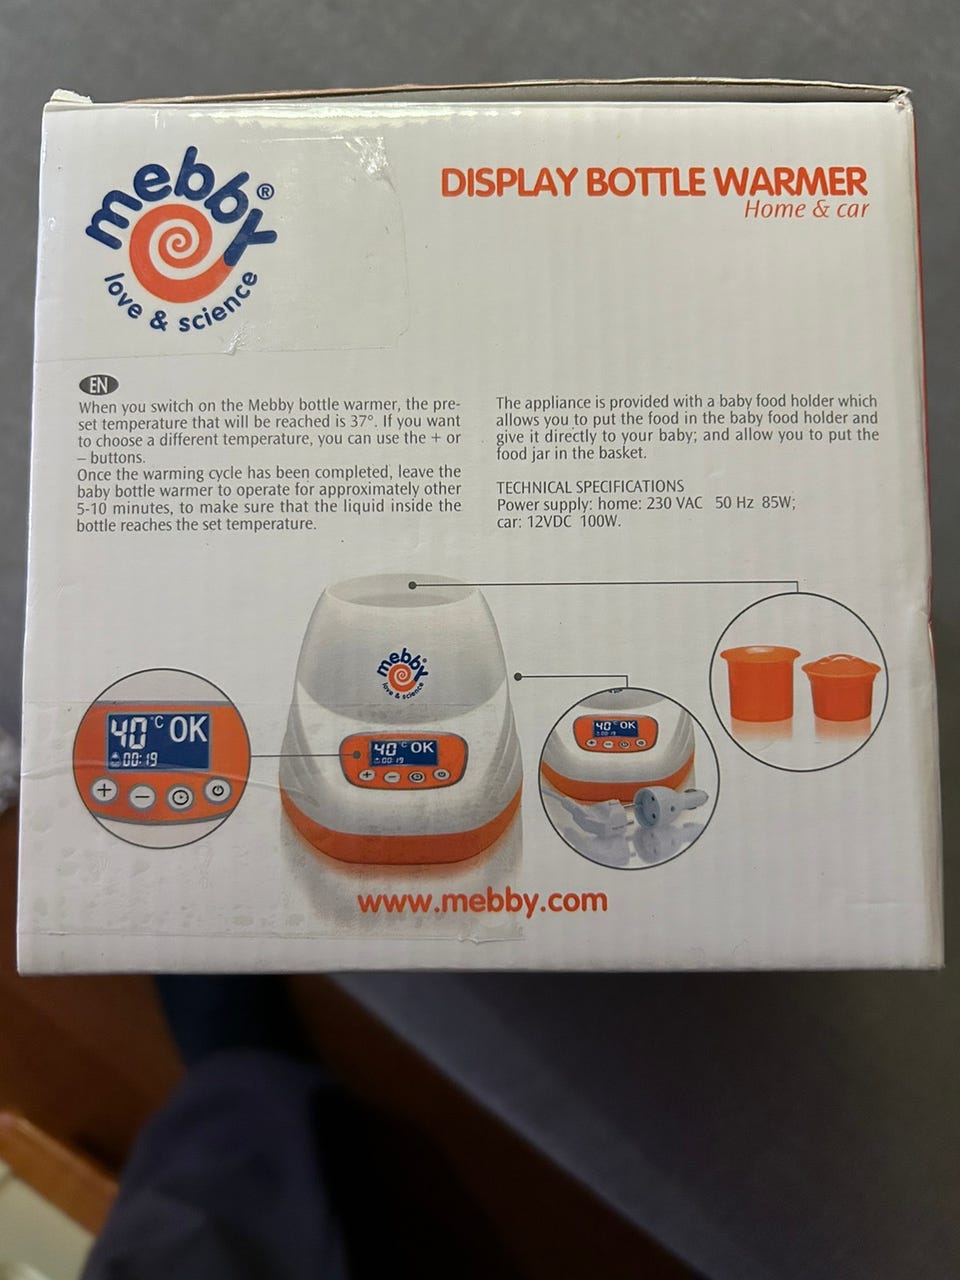 mebby®
love & science
DISPLAY BOTTLE WARMER
Home & car
EN
When you switch on the Mebby bottle warmer, the pre-
set temperature that will be reached is 37°. If you want
to choose a different temperature, you can use the + or
– buttons.
Once the warming cycle has been completed, leave the
baby bottle warmer to operate for approximately other
5-10 minutes, to make sure that the liquid inside the
bottle reaches the set temperature.
The appliance is provided with a baby food holder which
allows you to put the food in the baby food holder and
give it directly to your baby; and allow you to put the
food jar in the basket.
TECHNICAL SPECIFICATIONS
Power supply: home: 230 VAC 50 Hz 85W;
car: 12VDC 100W.
mebby®
love & science
40°C OK
00:19
+ –
40°C OK
00:19
+ –
40°C OK
00:19
+ –
www.mebby.com